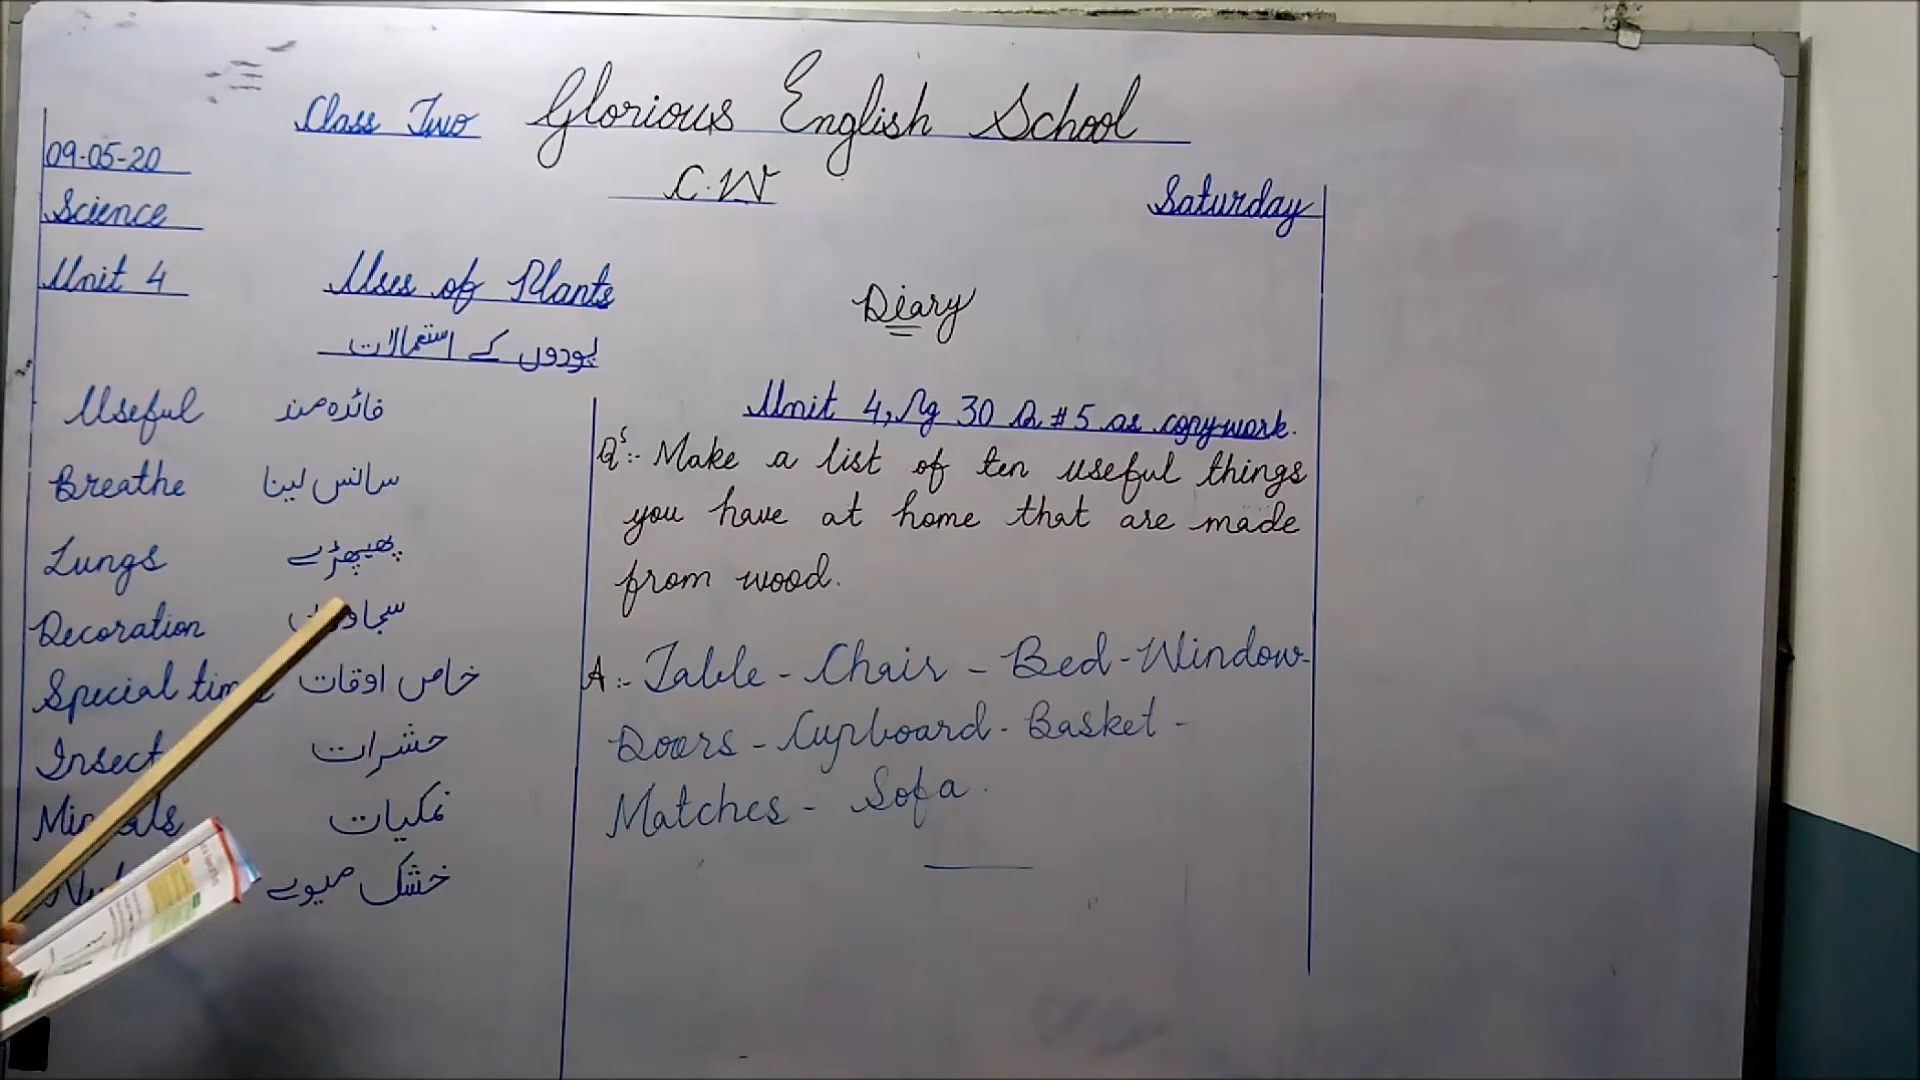 Class Two Glorious English School
09-05-20
C.W
Science
Saturday
Unit 4 Uses of Plants
پودوں کے استعمالات
Useful فائدہ مند
Breathe سانس لینا
Lungs پھیپھڑے
Decoration
Special خاص اوقات
Insect حشرات
نمکیات
خشک میوے
Diary
Unit 4, Pg 30 Q # 5 as copywork.
Q5:- Make a list of ten useful things
you have at home that are made
from wood.
A:- Table - Chair - Bed - Window -
Doors - Cupboard - Basket -
Matches - Sofa.